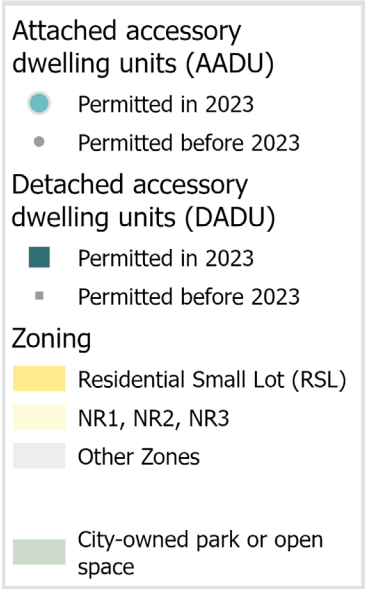 Attached accessory
dwelling units (AADU)
Permitted in 2023
Permitted before 2023
Detached accessory
dwelling units (DADU)
Permitted in 2023
Permitted before 2023
Zoning
Residential Small Lot (RSL)
NR1, NR2, NR3
Other Zones
City-owned park or open
space